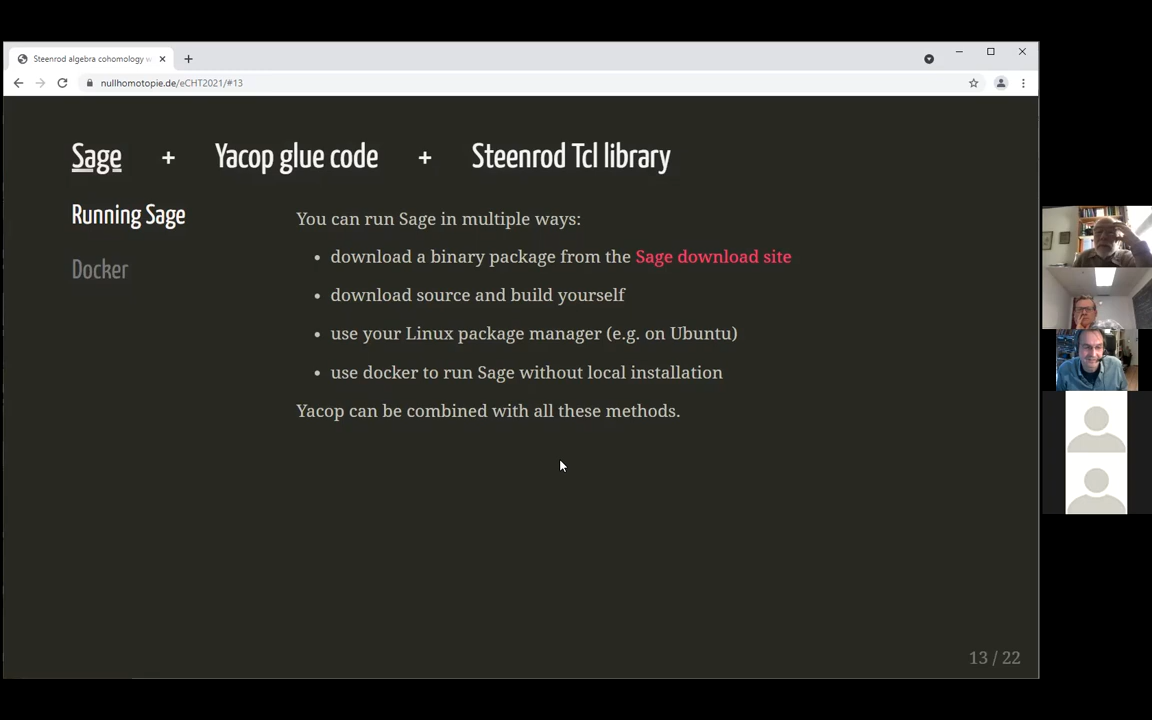 Steenrod algebra cohomology w
nullhomotopie.de/eCHT2021/#13
Sage + Yacop glue code + Steenrod Tcl library
Running Sage
Docker
You can run Sage in multiple ways:
• download a binary package from the Sage download site
• download source and build yourself
• use your Linux package manager (e.g. on Ubuntu)
• use docker to run Sage without local installation
Yacop can be combined with all these methods.
13 / 22